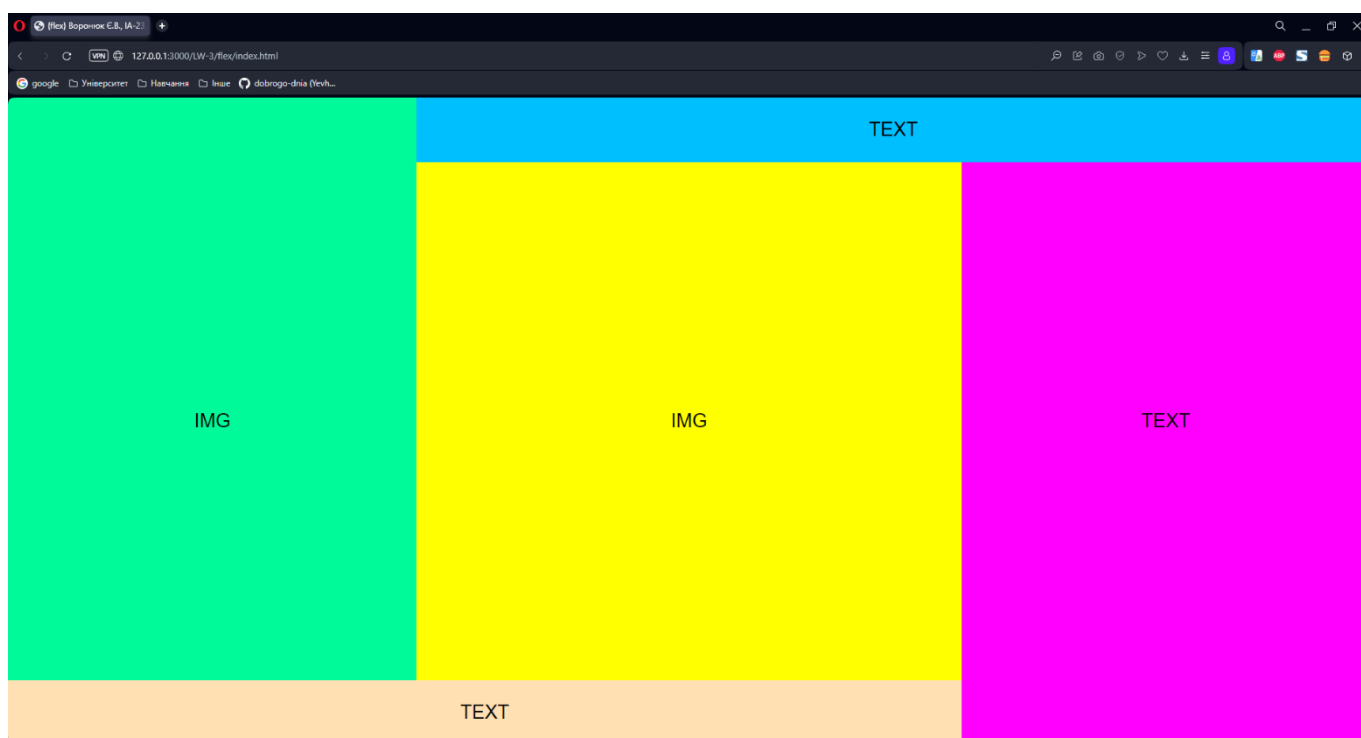 (flex) Воронюк Є.В., ІА-23
VPN 127.0.0.1:3000/LW-3/flex/index.html
google Університет Навчання Інше dobrogo-dnia (Yevh...
TEXT
IMG IMG TEXT
TEXT